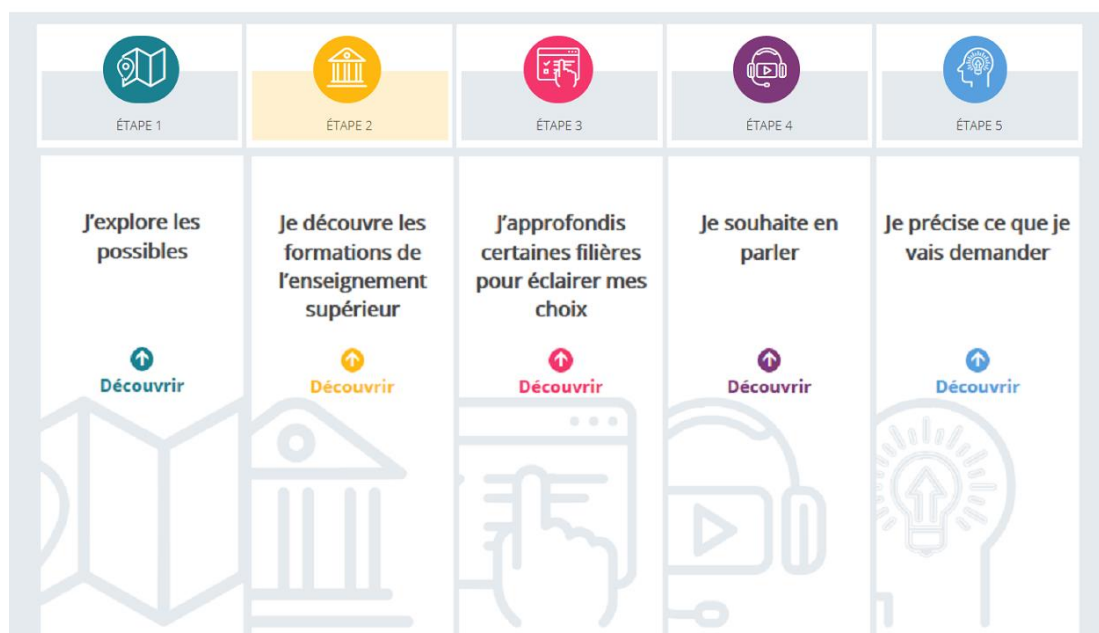 ÉTAPE 1
ÉTAPE 2
ÉTAPE 3
ÉTAPE 4
ÉTAPE 5
J'explore les
possibles
Découvrir
Je découvre les
formations de
l'enseignement
supérieur
Découvrir
J'approfondis
certaines filières
pour éclairer mes
choix
Découvrir
Je souhaite en
parler
Découvrir
Je précise ce que je
vais demander
Découvrir